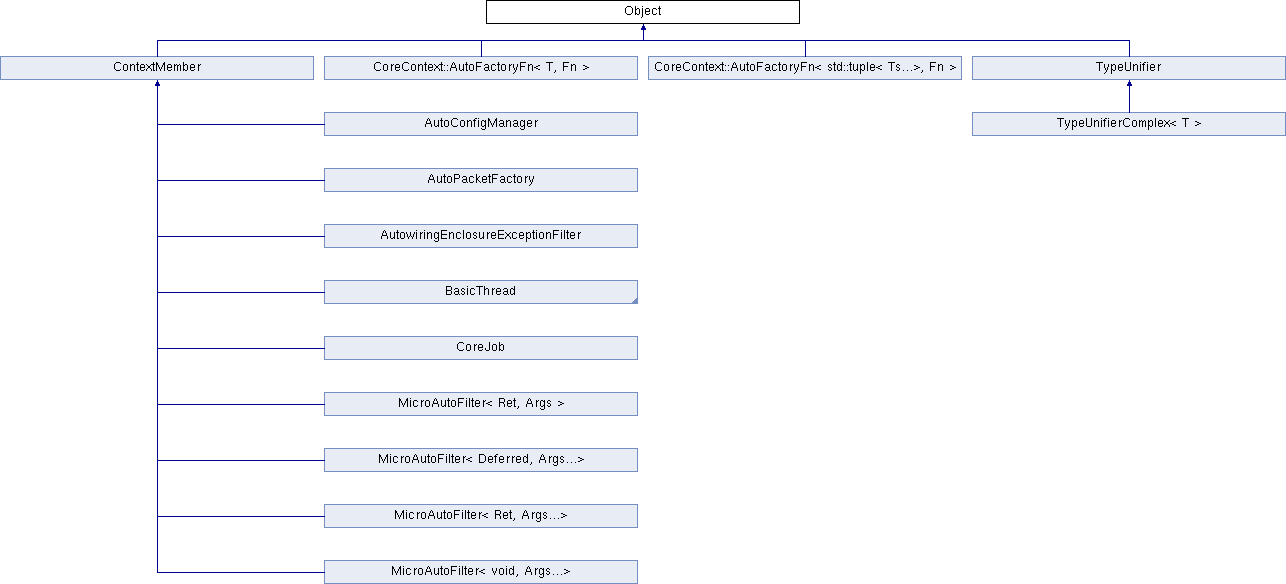 Object
ContextMember
CoreContext::AutoFactoryFn< T, Fn >
CoreContext::AutoFactoryFn< std::tuple< Ts...>, Fn >
TypeUnifier
AutoConfigManager
TypeUnifierComplex< T >
AutoPacketFactory
AutowiringEnclosureExceptionFilter
BasicThread
CoreJob
MicroAutoFilter< Ret, Args >
MicroAutoFilter< Deferred, Args...>
MicroAutoFilter< Ret, Args...>
MicroAutoFilter< void, Args...>